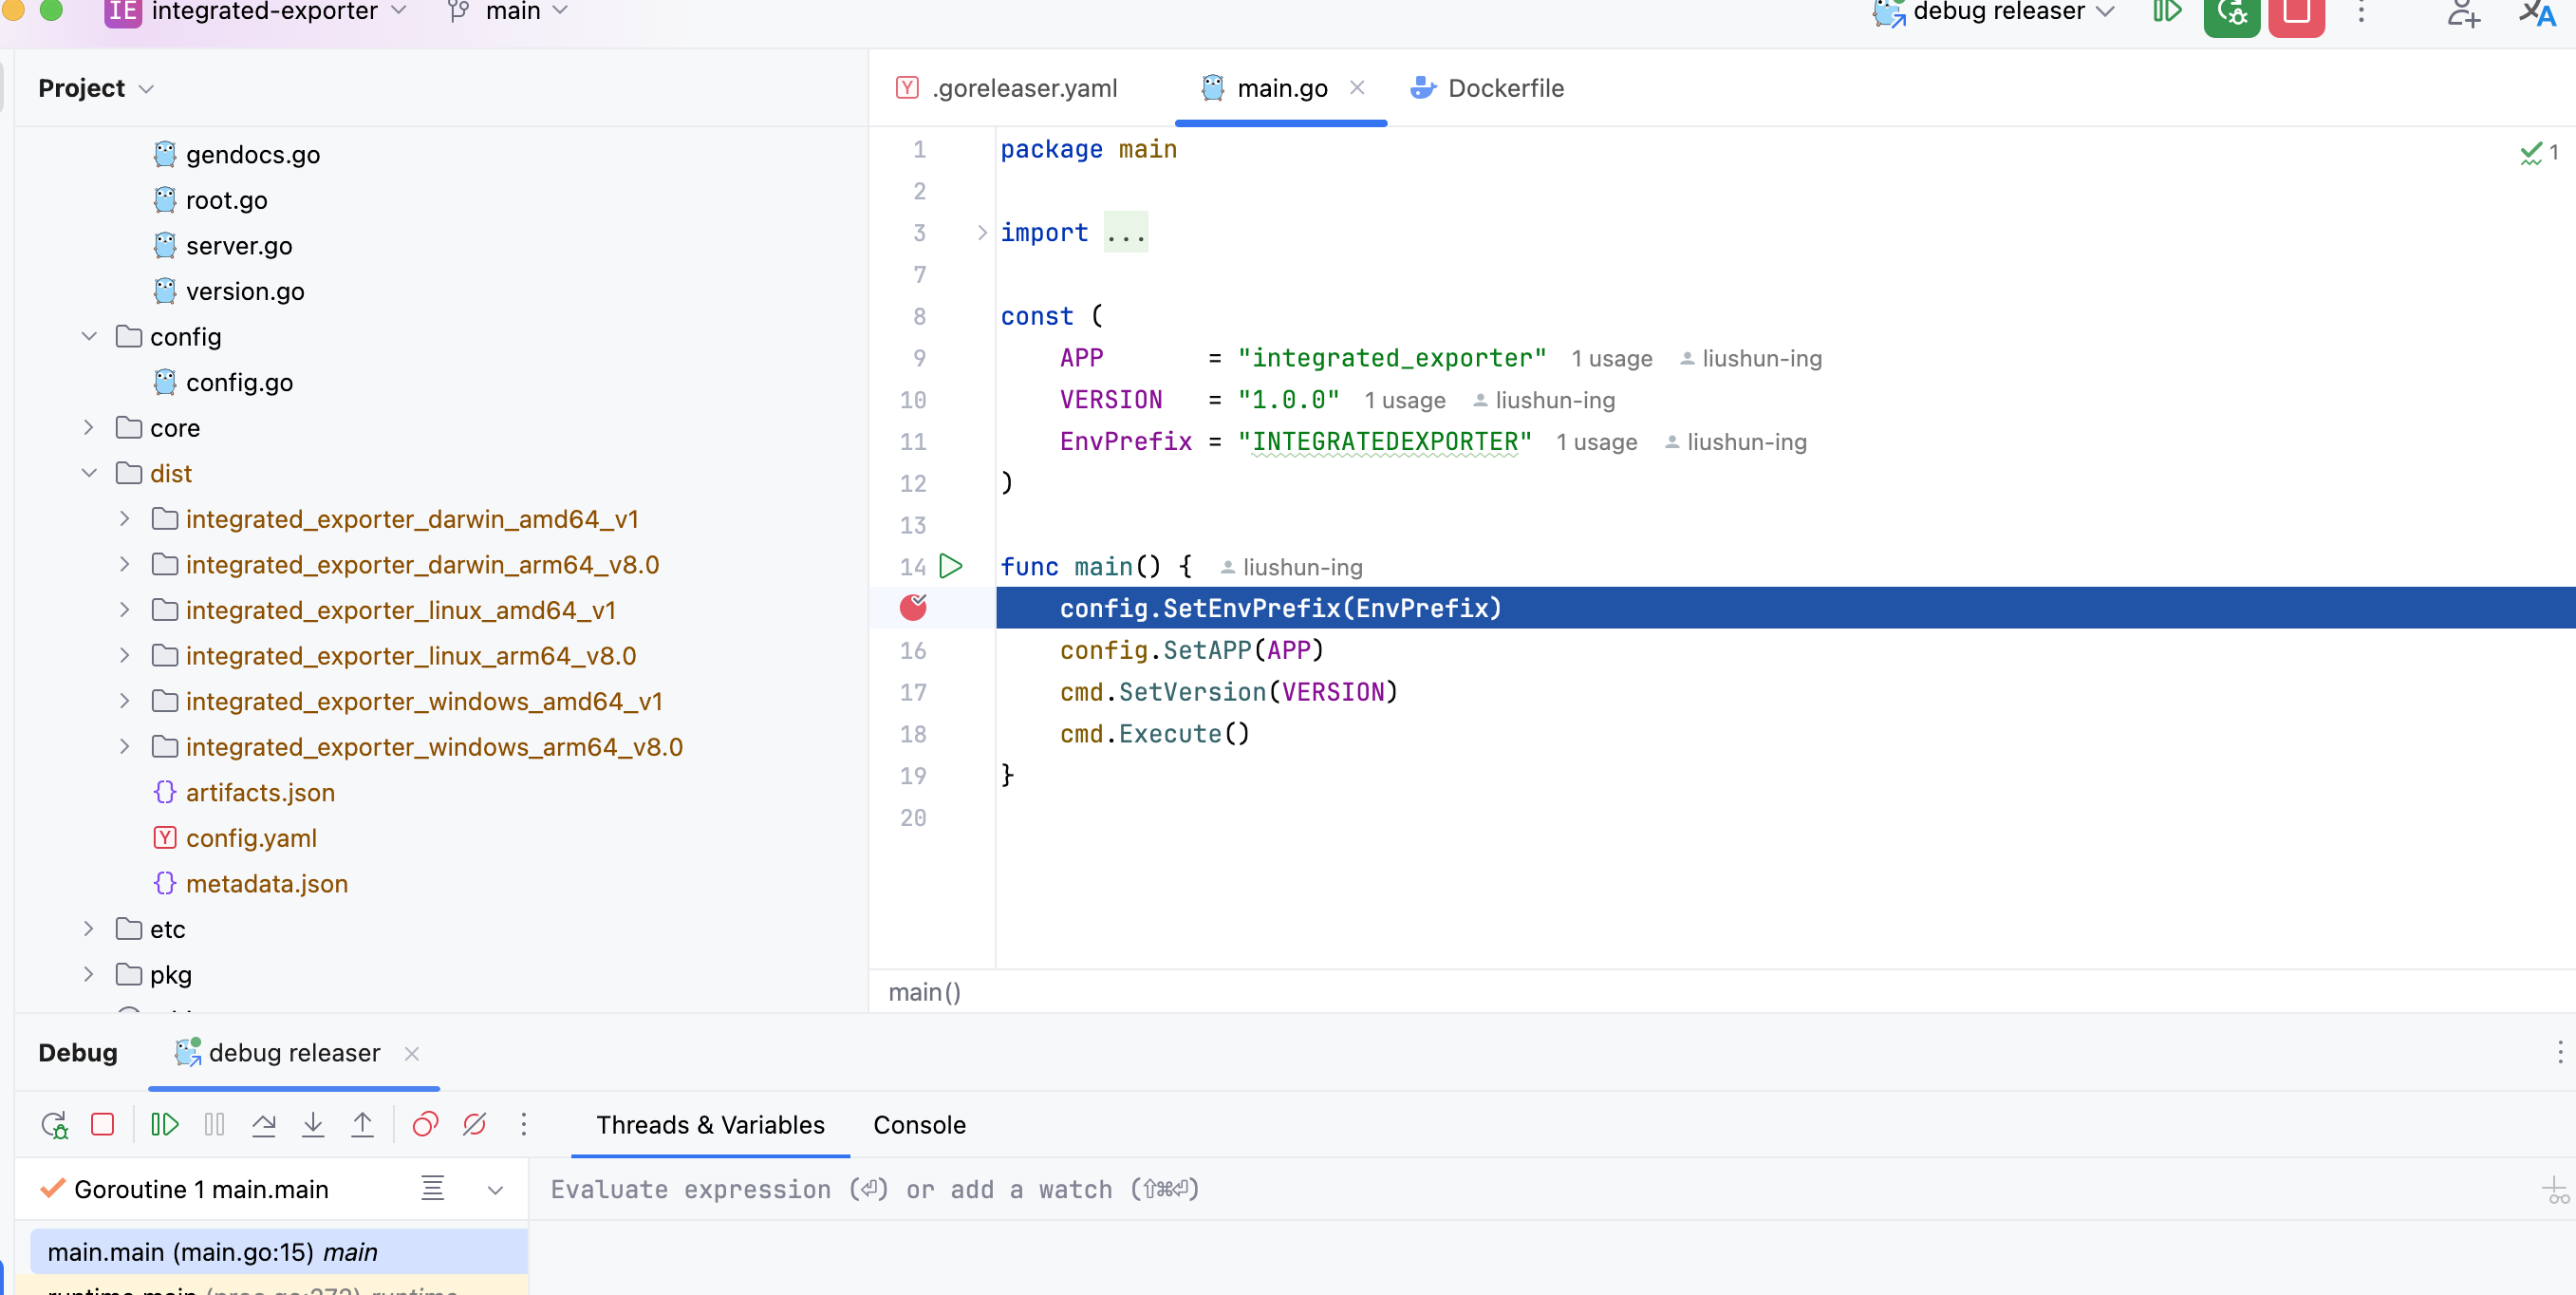 IE integrated-exporter main debug releaser
Project
.goreleaser.yaml main.go Dockerfile
gendocs.go
root.go
server.go
version.go
config
config.go
core
dist
integrated_exporter_darwin_amd64_v1
integrated_exporter_darwin_arm64_v8.0
integrated_exporter_linux_amd64_v1
integrated_exporter_linux_arm64_v8.0
integrated_exporter_windows_amd64_v1
integrated_exporter_windows_arm64_v8.0
artifacts.json
config.yaml
metadata.json
etc
pkg
1 package main 1
2
3 import ...
7
8 const (
9 APP = "integrated_exporter" 1 usage liushun-ing
10 VERSION = "1.0.0" 1 usage liushun-ing
11 EnvPrefix = "INTEGRATEDEXPORTER" 1 usage liushun-ing
12 )
13
14 func main() { liushun-ing
config.SetEnvPrefix(EnvPrefix)
16 config.SetAPP(APP)
17 cmd.SetVersion(VERSION)
18 cmd.Execute()
19 }
20
main()
Debug debug releaser
Threads & Variables Console
Goroutine 1 main.main
Evaluate expression (⏎) or add a watch (⇧⌘⏎)
main.main (main.go:15) main
runtime.main (proc.go:272) runtime